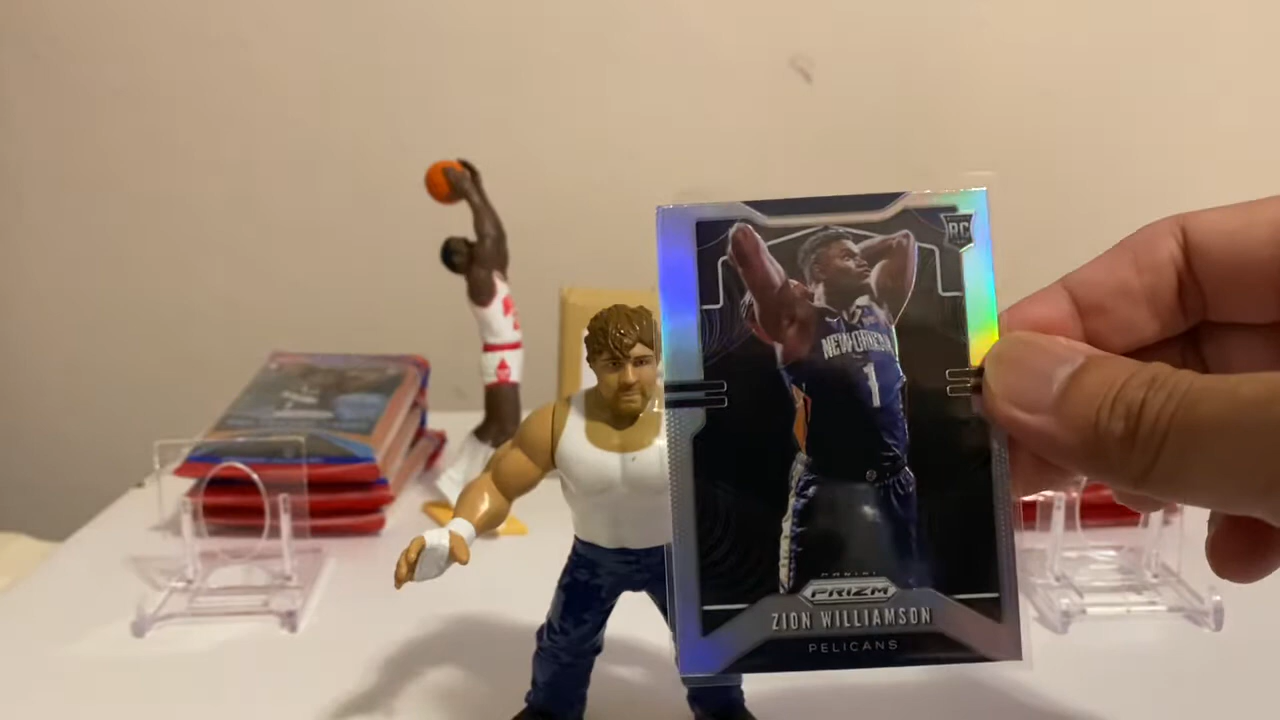 RC
NEW ORLEANS
1
PANINI
PRIZM
ZION WILLIAMSON
PELICANS